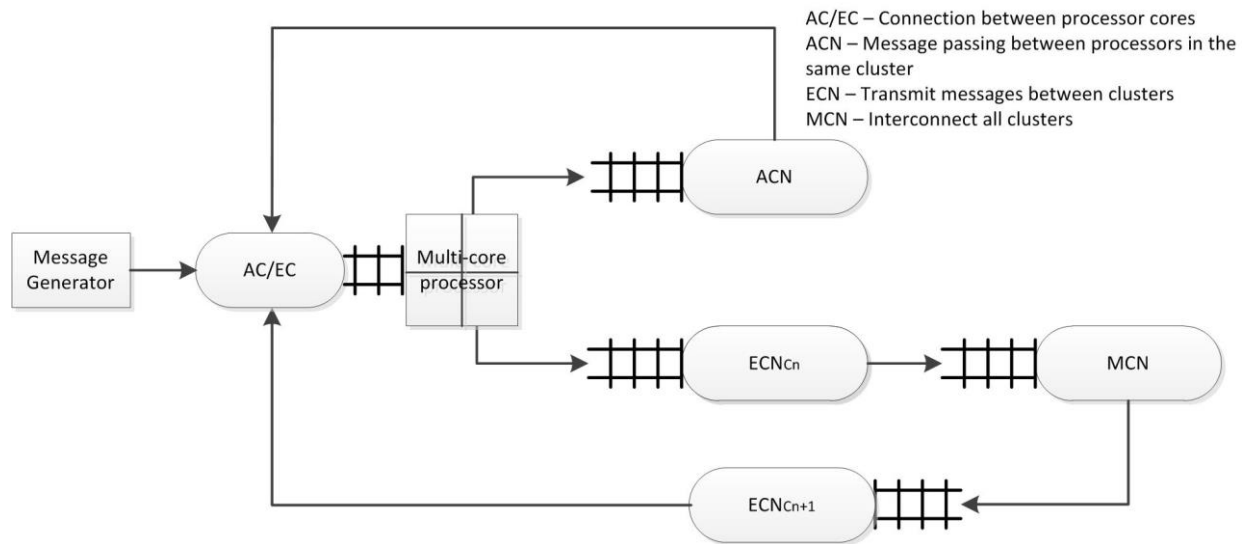 AC/EC – Connection between processor cores
ACN – Message passing between processors in the
same cluster
ECN – Transmit messages between clusters
MCN – Interconnect all clusters
ACN
Message
Generator
AC/EC
Multi-core
processor
ECNCn
MCN
ECNCn+1